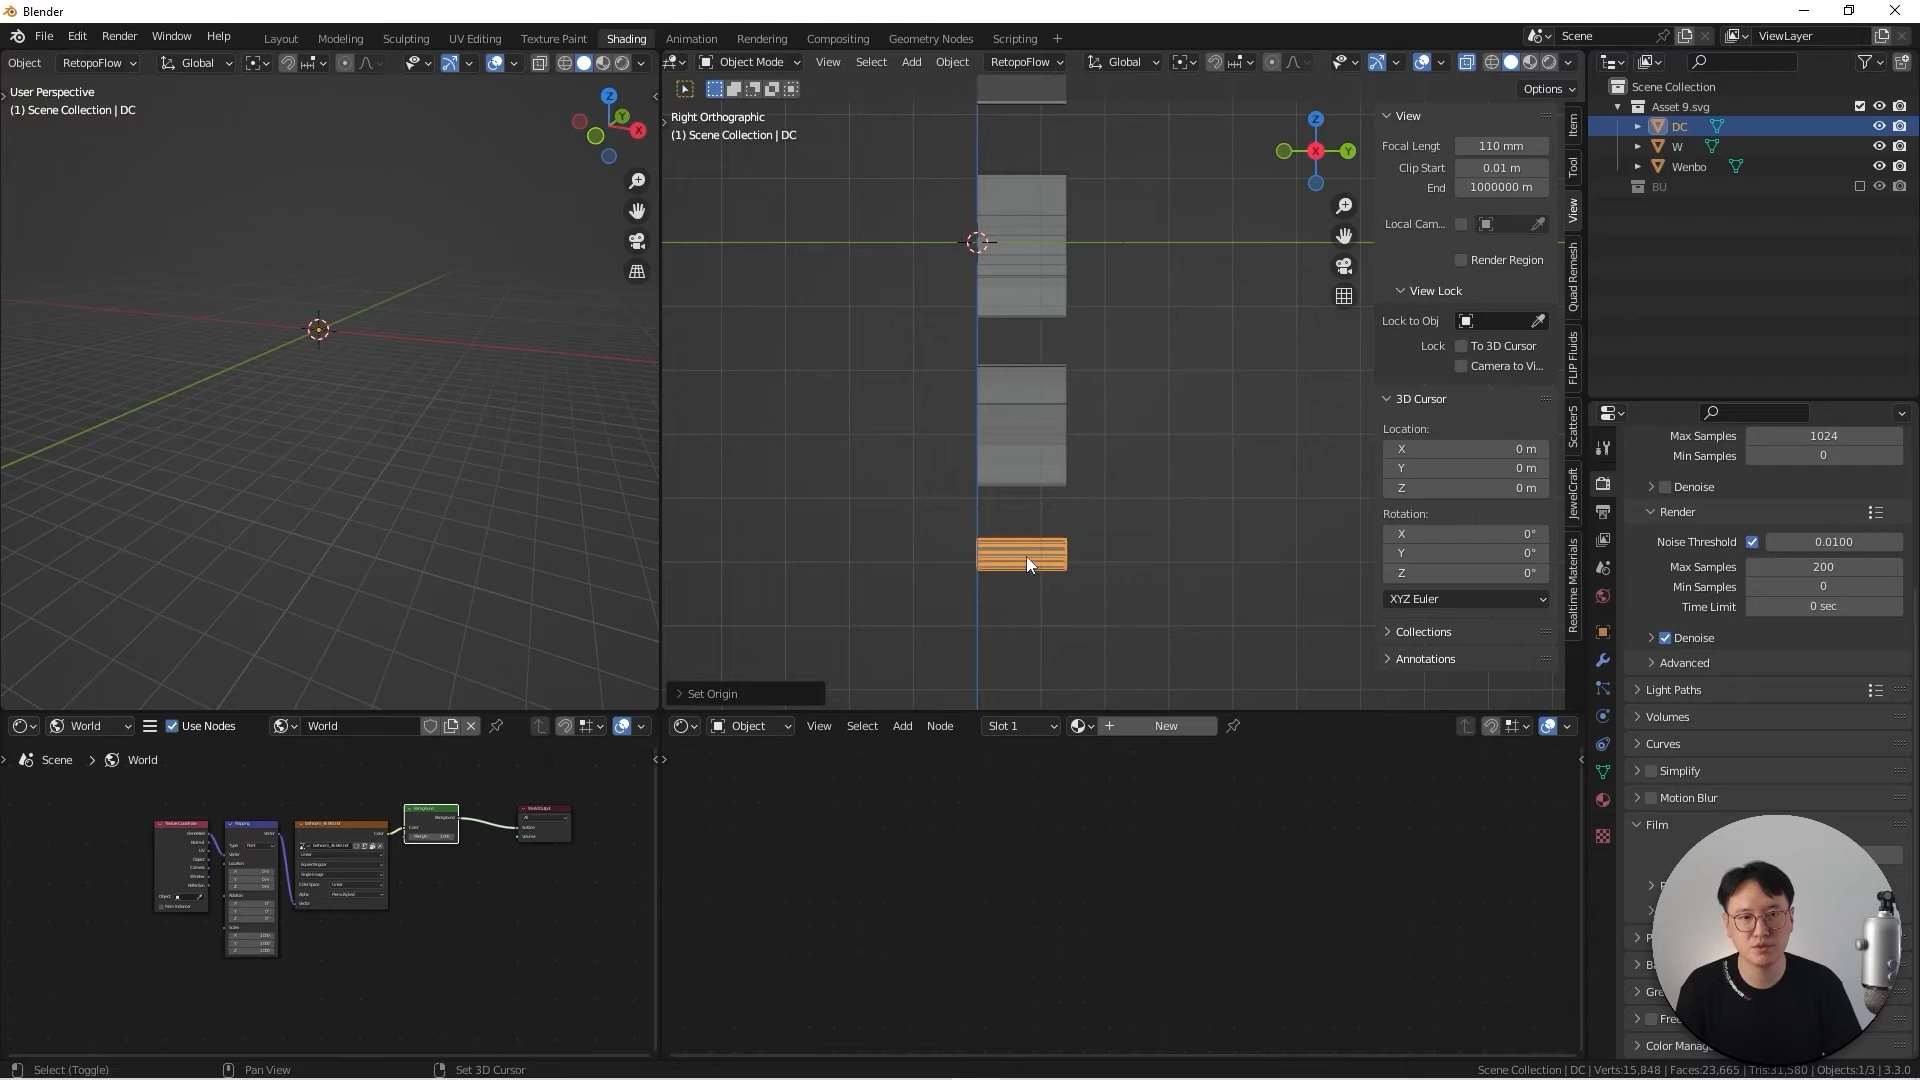 Blender
File Edit Render Window Help
Layout Modeling Sculpting UV Editing Texture Paint Shading Animation Rendering Compositing Geometry Nodes Scripting +
Scene
ViewLayer
Object RetopoFlow Global
Object Mode View Select Add Object RetopoFlow Global
Options
User Perspective
(1) Scene Collection | DC
Z
Y
X
Right Orthographic
(1) Scene Collection | DC
Z
X
Y
View
Focal Lengt 110 mm
Clip Start 0.01 m
End 1000000 m
Local Cam...
Render Region
View Lock
Lock to Obj
Lock To 3D Cursor
Camera to Vi...
3D Cursor
Location:
X 0 m
Y 0 m
Z 0 m
Rotation:
X 0°
Y 0°
Z 0°
XYZ Euler
Collections
Annotations
Item
Tool
View
Quad Remesh
FLIP Fluids
Scatter5
JewelCraft
Realtime Materials
Set Origin
Scene Collection
Asset 9.svg
DC
W
Wenbo
BU
Max Samples 1024
Min Samples 0
Denoise
Render
Noise Threshold 0.0100
Max Samples 200
Min Samples 0
Time Limit 0 sec
Denoise
Advanced
Light Paths
Volumes
Curves
Simplify
Motion Blur
Film
Color Manag
World Use Nodes World
Scene > World
Object View Select Add Node Slot 1 New
Select (Toggle) Pan View Set 3D Cursor
Scene Collection | DC | Verts:15,848 | Faces:23,665 | Tris:31,580 | Objects:1/3 | 3.3.0